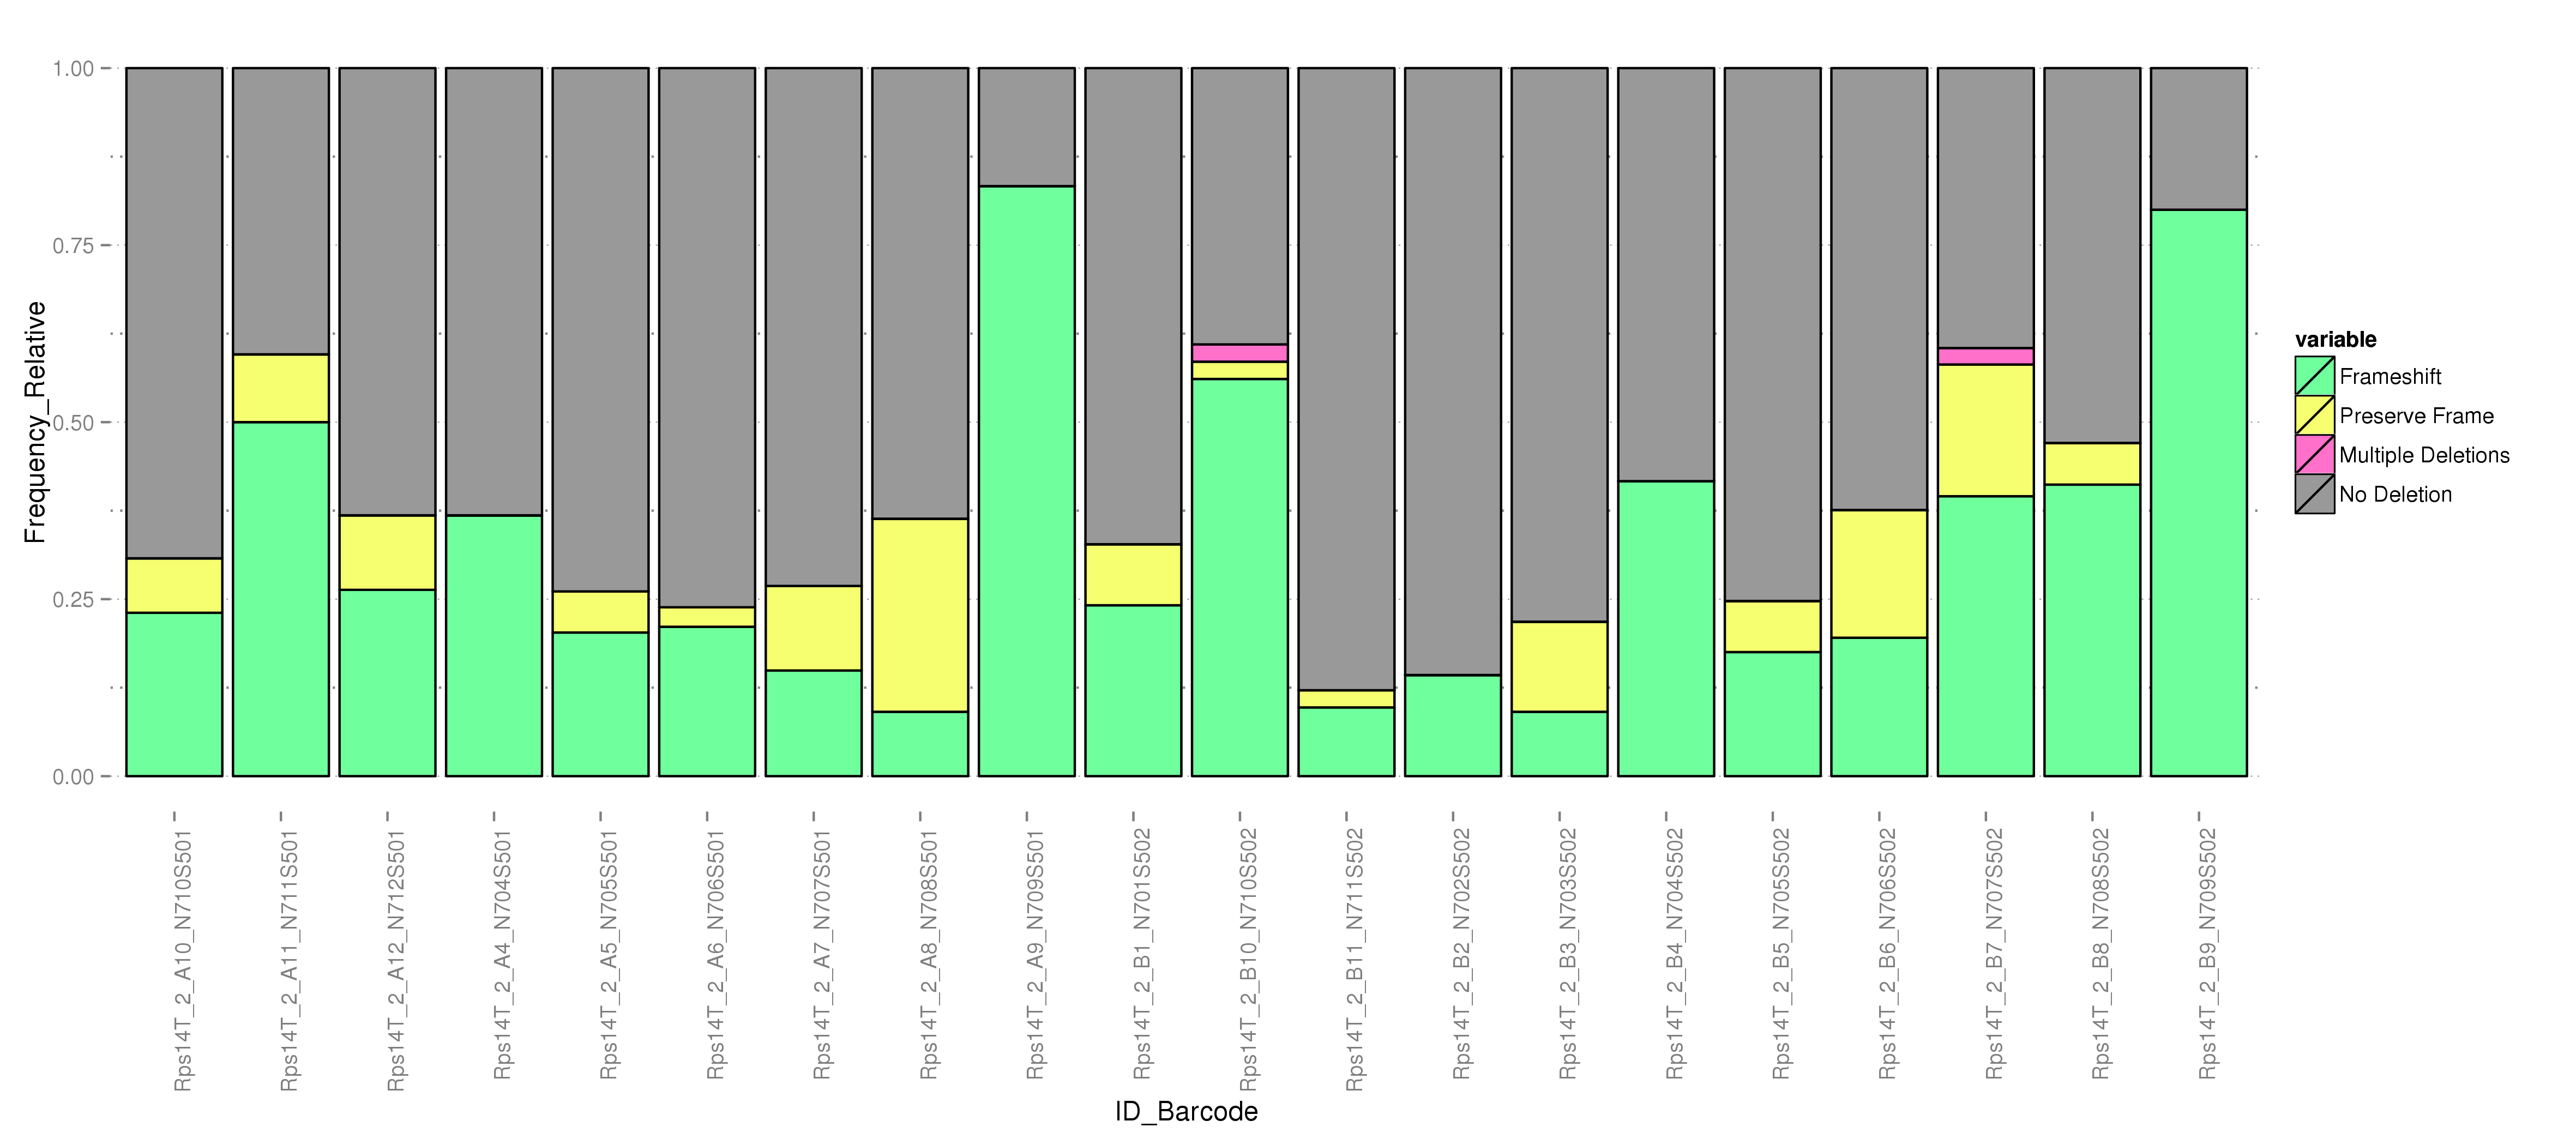 Frequency_Relative
1.00
0.75
0.50
0.25
0.00
Rps14T_2_A10_N710S501
Rps14T_2_A11_N711S501
Rps14T_2_A12_N712S501
Rps14T_2_A4_N704S501
Rps14T_2_A5_N705S501
Rps14T_2_A6_N706S501
Rps14T_2_A7_N707S501
Rps14T_2_A8_N708S501
Rps14T_2_A9_N709S501
Rps14T_2_B1_N701S502
Rps14T_2_B10_N710S502
Rps14T_2_B11_N711S502
Rps14T_2_B2_N702S502
Rps14T_2_B3_N703S502
Rps14T_2_B4_N704S502
Rps14T_2_B5_N705S502
Rps14T_2_B6_N706S502
Rps14T_2_B7_N707S502
Rps14T_2_B8_N708S502
Rps14T_2_B9_N709S502
ID_Barcode
variable
Frameshift
Preserve Frame
Multiple Deletions
No Deletion